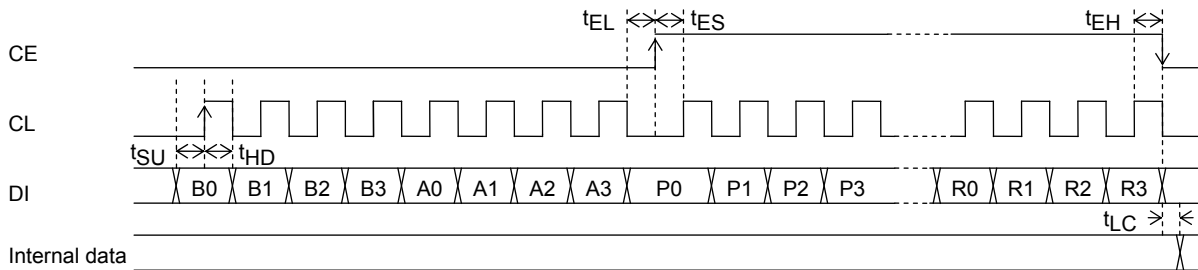 tEL tES tEH
CE
CL
tSU tHD
DI B0 B1 B2 B3 A0 A1 A2 A3 P0 P1 P2 P3 R0 R1 R2 R3
tLC
Internal data